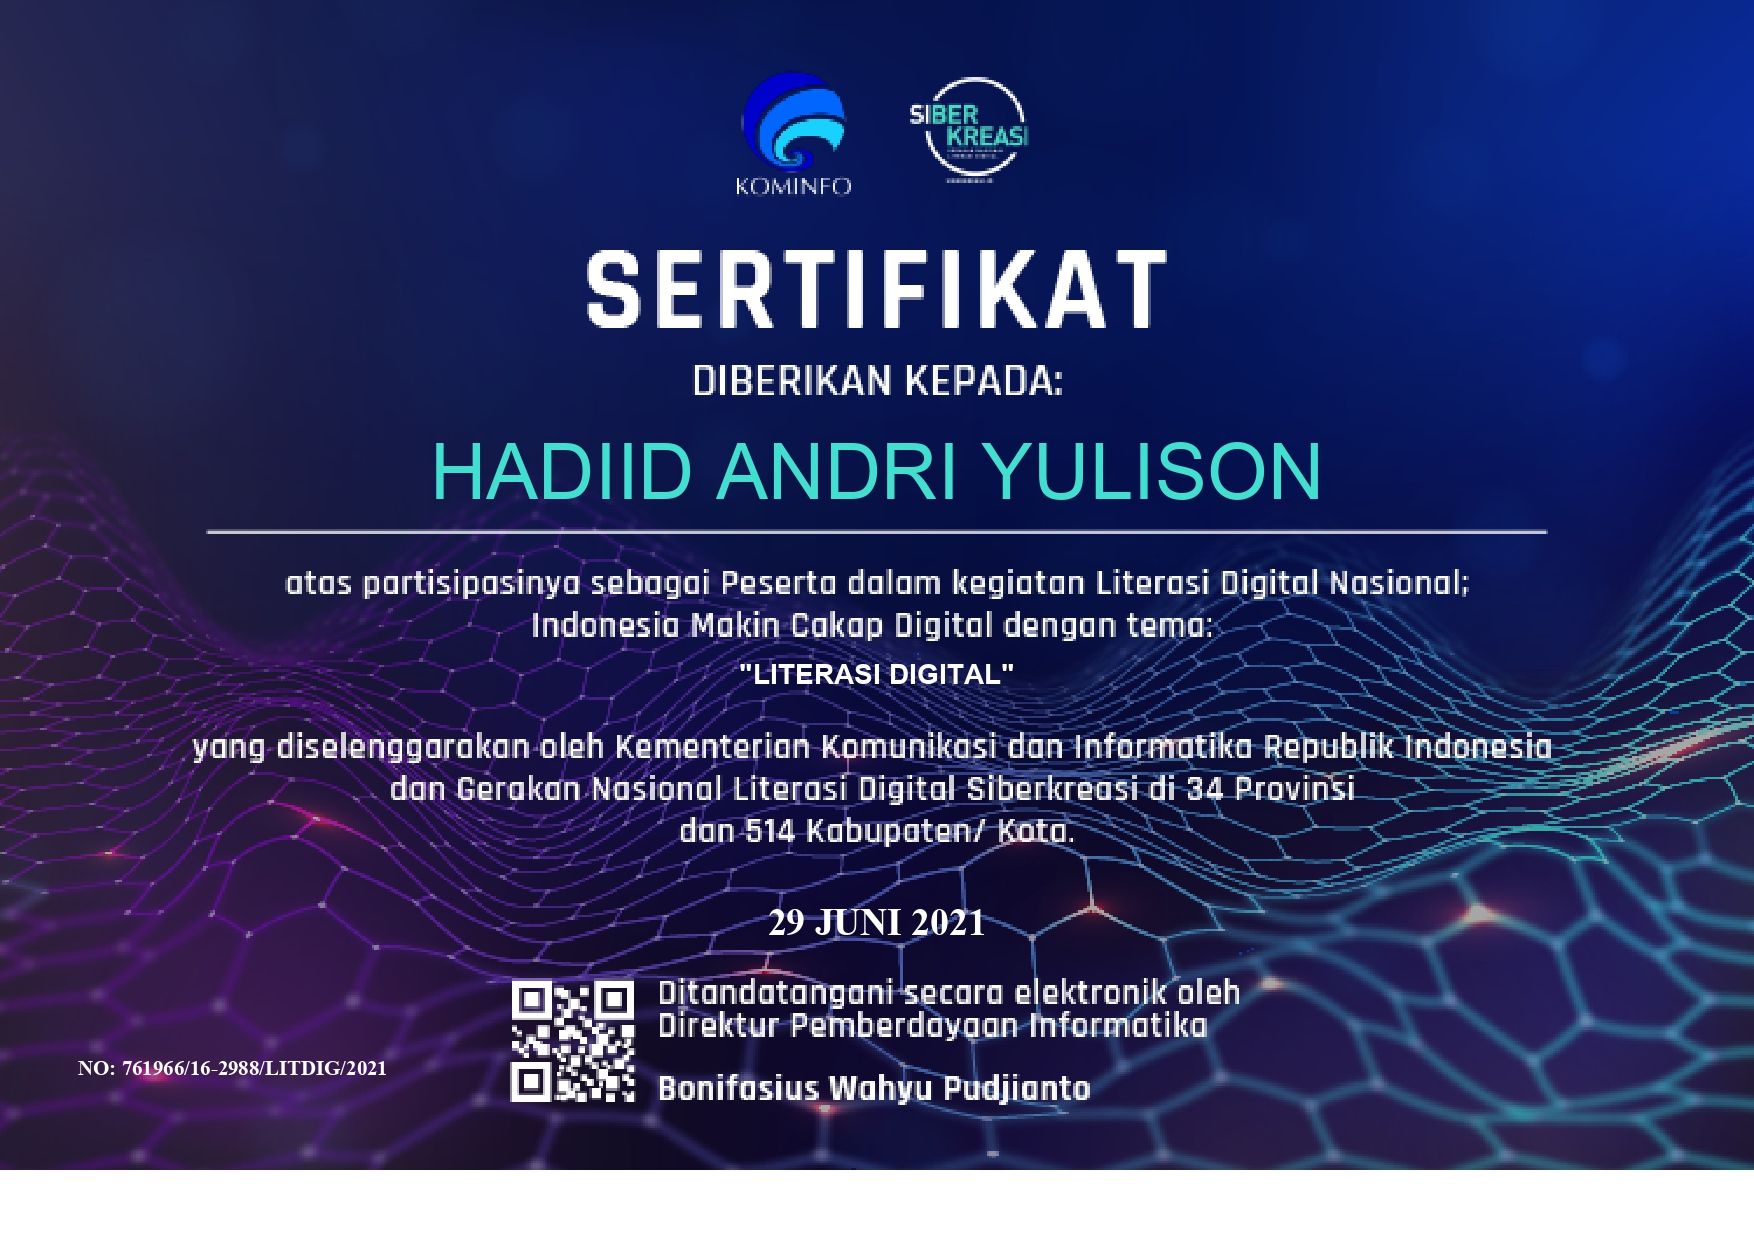 KOMINFO
SIBER
KREASI
SERTIFIKAT
DIBERIKAN KEPADA:
HADIID ANDRI YULISON
atas partisipasinya sebagai Peserta dalam kegiatan Literasi Digital Nasional;
Indonesia Makin Cakap Digital dengan tema:
"LITERASI DIGITAL"
yang diselenggarakan oleh Kementerian Komunikasi dan Informatika Republik Indonesia
dan Gerakan Nasional Literasi Digital Siberkreasi di 34 Provinsi
dan 514 Kabupaten/ Kota.
29 JUNI 2021
Ditandatangani secara elektronik oleh
Direktur Pemberdayaan Informatika
NO: 761966/16-2988/LITDIG/2021
Bonifasius Wahyu Pudjianto